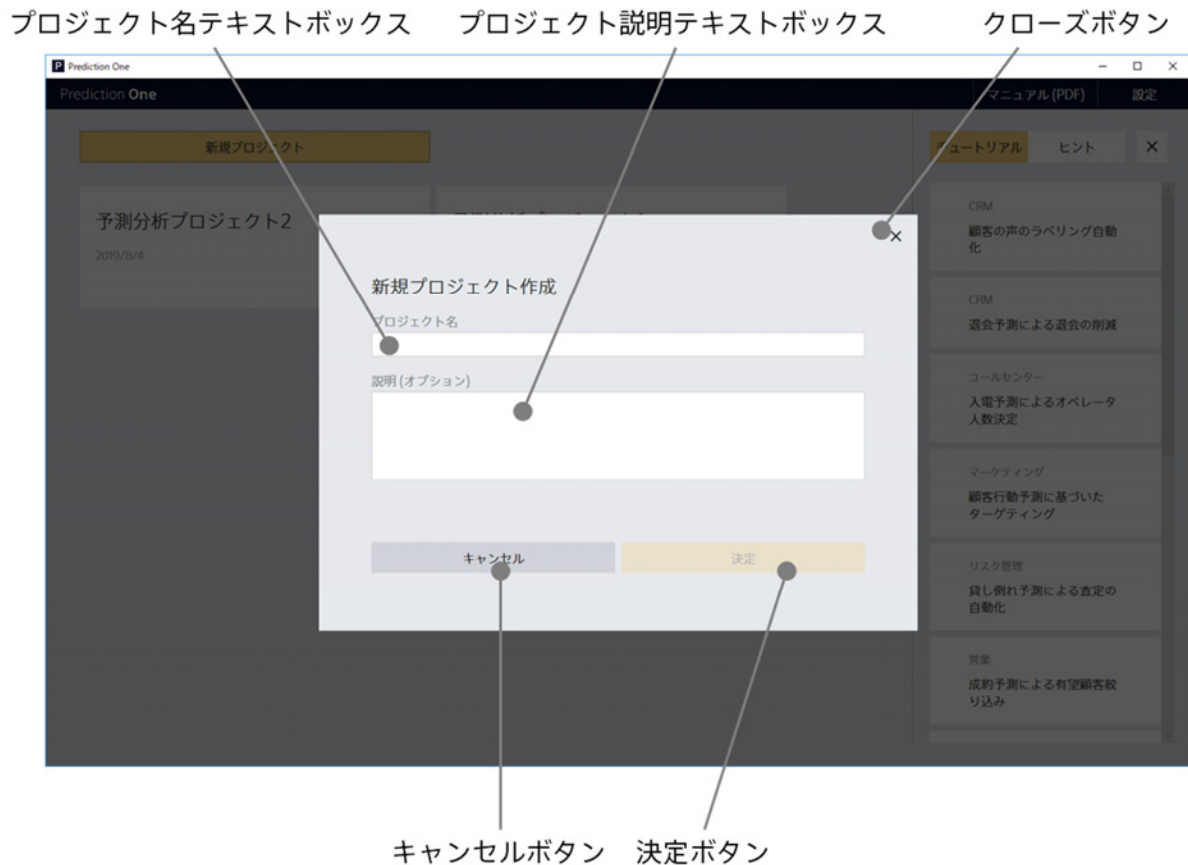 プロジェクト名テキストボックス
プロジェクト説明テキストボックス
クローズボタン
Prediction One
Prediction One
マニュアル (PDF)
設定
新規プロジェクト
チュートリアル
ヒント
予測分析プロジェクト2
2019/8/4
新規プロジェクト作成
プロジェクト名
説明 (オプション)
キャンセル
決定
CRM
顧客の声のラベリング自動
化
CRM
退会予測による退会の削減
コールセンター
入電予測によるオペレータ
人数決定
マーケティング
顧客行動予測に基づいた
ターゲティング
リスク管理
貸し倒れ予測による査定の
自動化
営業
成約予測による有望顧客絞
り込み
キャンセルボタン
決定ボタン